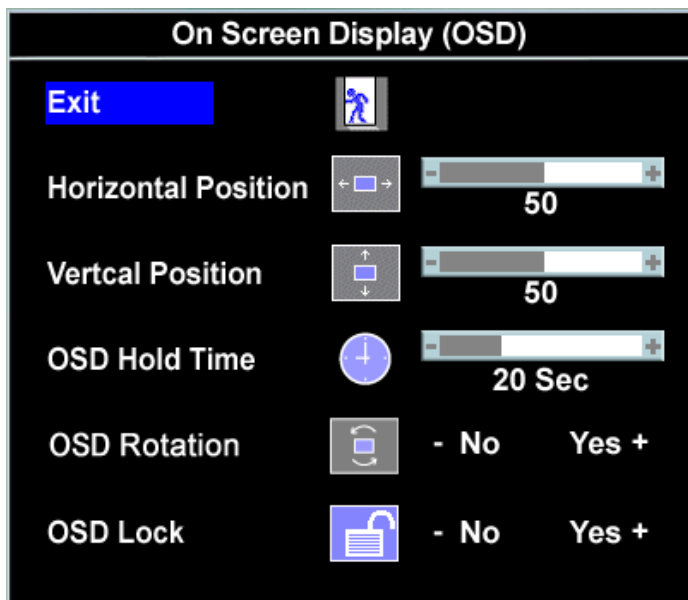 On Screen Display (OSD)
Exit
Horizontal Position - +
50
Vertcal Position - +
50
OSD Hold Time - +
20 Sec
OSD Rotation - No Yes +
OSD Lock - No Yes +